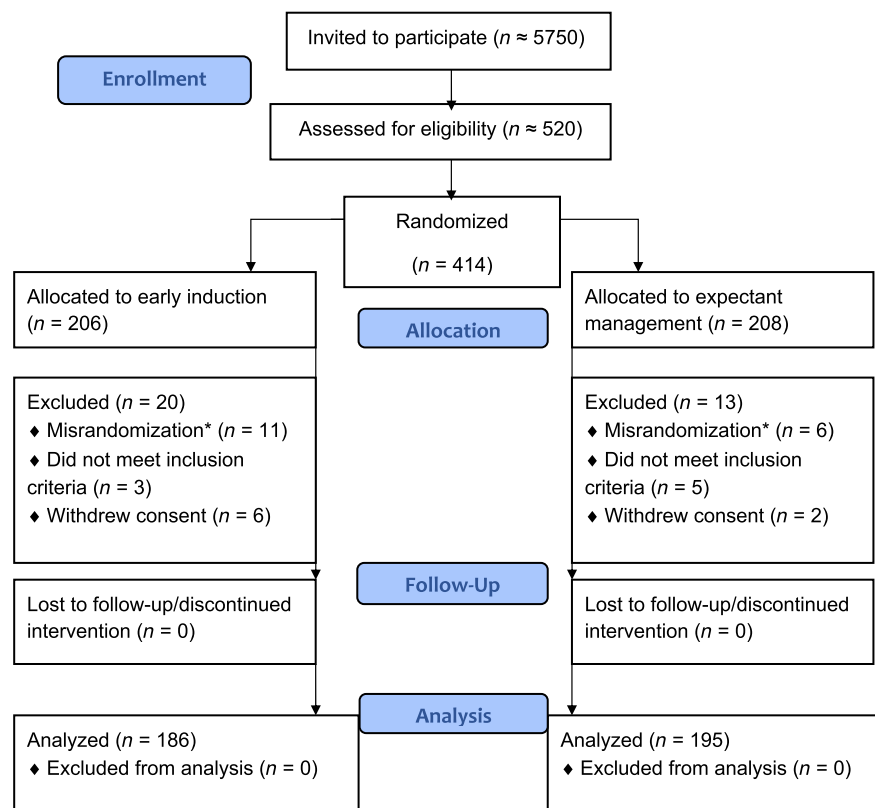 Invited to participate (n ≈ 5750)
Enrollment
Assessed for eligibility (n ≈ 520)
Randomized
(n = 414)
Allocated to early induction
(n = 206)
Allocated to expectant
management (n = 208)
Allocation
Excluded (n = 20)
♦ Misrandomization* (n = 11)
♦ Did not meet inclusion
criteria (n = 3)
♦ Withdrew consent (n = 6)
Excluded (n = 13)
♦ Misrandomization* (n = 6)
♦ Did not meet inclusion
criteria (n = 5)
♦ Withdrew consent (n = 2)
Follow-Up
Lost to follow-up/discontinued
intervention (n = 0)
Lost to follow-up/discontinued
intervention (n = 0)
Analysis
Analyzed (n = 186)
♦ Excluded from analysis (n = 0)
Analyzed (n = 195)
♦ Excluded from analysis (n = 0)